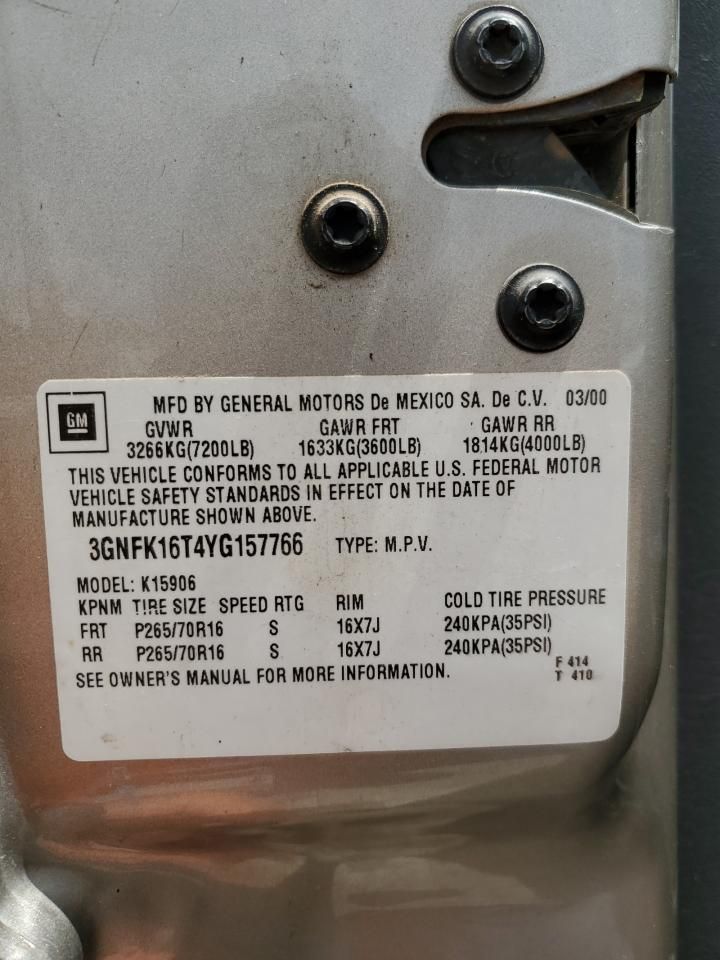 GM
MFD BY GENERAL MOTORS De MEXICO SA. De C.V. 03/00
GVWR GAWR FRT GAWR RR
3266KG(7200LB) 1633KG(3600LB) 1814KG(4000LB)
THIS VEHICLE CONFORMS TO ALL APPLICABLE U.S. FEDERAL MOTOR
VEHICLE SAFETY STANDARDS IN EFFECT ON THE DATE OF
MANUFACTURE SHOWN ABOVE.
3GNFK16T4YG157766 TYPE: M.P.V.
MODEL: K15906
KPNM TIRE SIZE SPEED RTG RIM COLD TIRE PRESSURE
FRT P265/70R16 S 16X7J 240KPA(35PSI)
RR P265/70R16 S 16X7J 240KPA(35PSI)
SEE OWNER'S MANUAL FOR MORE INFORMATION.
F 414
T 410